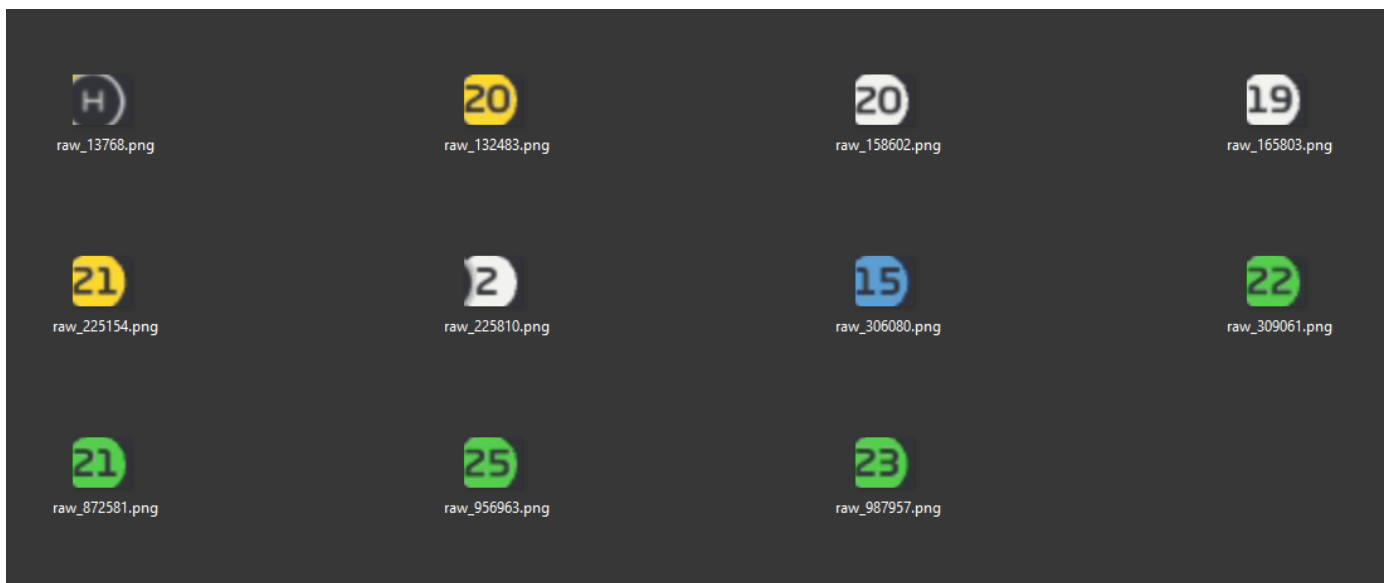 H 20 20 19
raw_13768.png raw_132483.png raw_158602.png raw_165803.png
21 2 15 22
raw_225154.png raw_225810.png raw_306080.png raw_309061.png
21 25 23
raw_872581.png raw_956963.png raw_987957.png